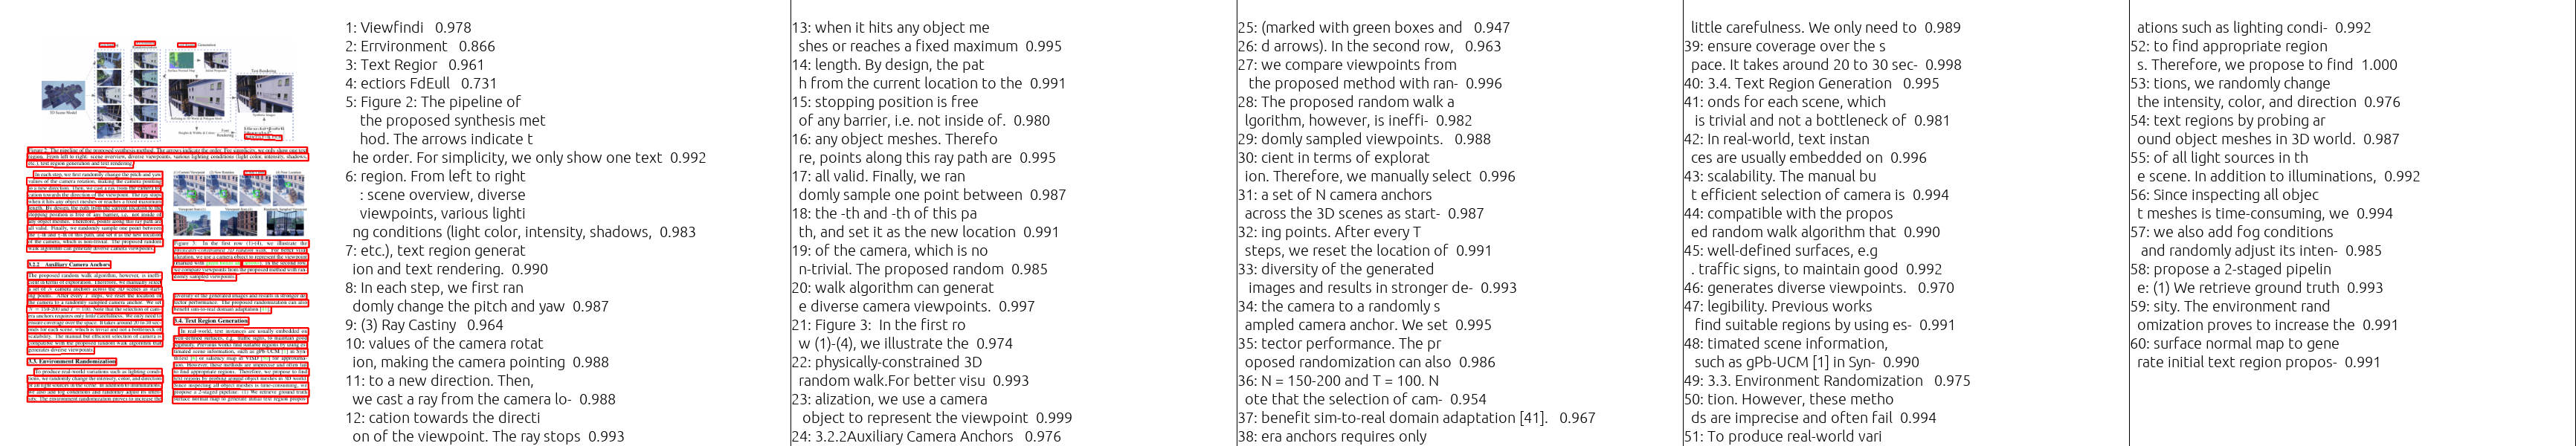 1: Viewfindi 0.978
2: Errvironment 0.866
3: Text Regior 0.961
4: ectiors FdEull 0.731
5: Figure 2: The pipeline of
the proposed synthesis met
hod. The arrows indicate t
he order. For simplicity, we only show one text 0.992
6: region. From left to right
: scene overview, diverse
viewpoints, various lighti
ng conditions (light color, intensity, shadows, 0.983
7: etc.), text region generat
ion and text rendering. 0.990
8: In each step, we first ran
domly change the pitch and yaw 0.987
9: (3) Ray Castiny 0.964
10: values of the camera rotat
ion, making the camera pointing 0.988
11: to a new direction. Then,
we cast a ray from the camera lo- 0.988
12: cation towards the directi
on of the viewpoint. The ray stops 0.993
13: when it hits any object me
shes or reaches a fixed maximum 0.995
14: length. By design, the pat
h from the current location to the 0.991
15: stopping position is free
of any barrier, i.e. not inside of. 0.980
16: any object meshes. Therefo
re, points along this ray path are 0.995
17: all valid. Finally, we ran
domly sample one point between 0.987
18: the -th and -th of this pa
th, and set it as the new location 0.991
19: of the camera, which is no
n-trivial. The proposed random 0.985
20: walk algorithm can generat
e diverse camera viewpoints. 0.997
21: Figure 3: In the first ro
w (1)-(4), we illustrate the 0.974
22: physically-constrained 3D
random walk.For better visu 0.993
23: alization, we use a camera
object to represent the viewpoint 0.999
24: 3.2.2Auxiliary Camera Anchors 0.976
25: (marked with green boxes and 0.947
26: d arrows). In the second row, 0.963
27: we compare viewpoints from
the proposed method with ran- 0.996
28: The proposed random walk a
lgorithm, however, is ineffi- 0.982
29: domly sampled viewpoints. 0.988
30: cient in terms of explorat
ion. Therefore, we manually select 0.996
31: a set of N camera anchors
across the 3D scenes as start- 0.987
32: ing points. After every T
steps, we reset the location of 0.991
33: diversity of the generated
images and results in stronger de- 0.993
34: the camera to a randomly s
ampled camera anchor. We set 0.995
35: tector performance. The pr
oposed randomization can also 0.986
36: N = 150-200 and T = 100. N
ote that the selection of cam- 0.954
37: benefit sim-to-real domain adaptation [41]. 0.967
38: era anchors requires only
little carefulness. We only need to 0.989
39: ensure coverage over the s
pace. It takes around 20 to 30 sec- 0.998
40: 3.4. Text Region Generation 0.995
41: onds for each scene, which
is trivial and not a bottleneck of 0.981
42: In real-world, text instan
ces are usually embedded on 0.996
43: scalability. The manual bu
t efficient selection of camera is 0.994
44: compatible with the propos
ed random walk algorithm that 0.990
45: well-defined surfaces, e.g
. traffic signs, to maintain good 0.992
46: generates diverse viewpoints. 0.970
47: legibility. Previous works
find suitable regions by using es- 0.991
48: timated scene information,
such as gPb-UCM [1] in Syn- 0.990
49: 3.3. Environment Randomization 0.975
50: tion. However, these metho
ds are imprecise and often fail 0.994
51: To produce real-world vari
ations such as lighting condi- 0.992
52: to find appropriate region
s. Therefore, we propose to find 1.000
53: tions, we randomly change
the intensity, color, and direction 0.976
54: text regions by probing ar
ound object meshes in 3D world. 0.987
55: of all light sources in th
e scene. In addition to illuminations, 0.992
56: Since inspecting all objec
t meshes is time-consuming, we 0.994
57: we also add fog conditions
and randomly adjust its inten- 0.985
58: propose a 2-staged pipelin
e: (1) We retrieve ground truth 0.993
59: sity. The environment rand
omization proves to increase the 0.991
60: surface normal map to gene
rate initial text region propos- 0.991